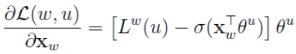 ∂𝓛(w, u)/∂x_w = [L^w(u) − σ(x_w^⊤ θ^u)] θ^u